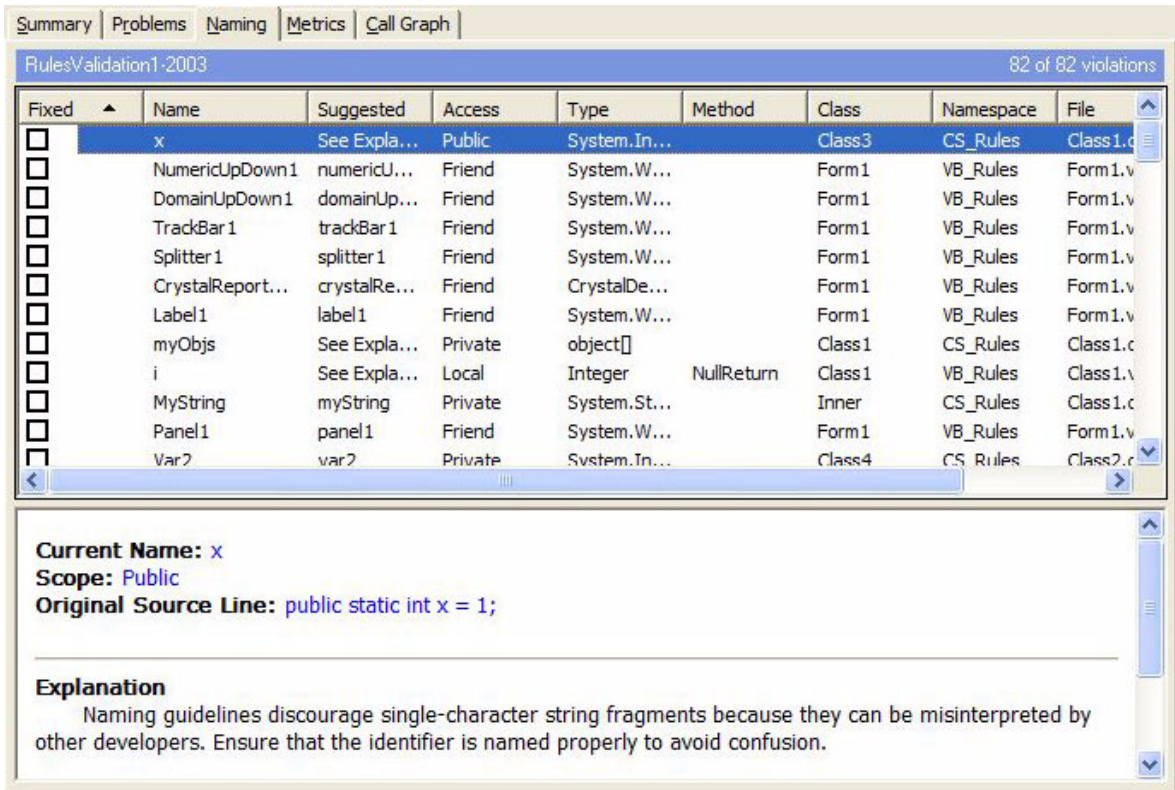 Summary Problems Naming Metrics Call Graph
RulesValidation1-2003 82 of 82 violations
Fixed Name Suggested Access Type Method Class Namespace File
x See Expla... Public System.In... Class3 CS_Rules Class1.c
NumericUpDown1 numericU... Friend System.W... Form1 VB_Rules Form1.v
DomainUpDown1 domainUp... Friend System.W... Form1 VB_Rules Form1.v
TrackBar1 trackBar1 Friend System.W... Form1 VB_Rules Form1.v
Splitter1 splitter1 Friend System.W... Form1 VB_Rules Form1.v
CrystalReport... crystalRe... Friend CrystalDe... Form1 VB_Rules Form1.v
Label1 label1 Friend System.W... Form1 VB_Rules Form1.v
myObjs See Expla... Private object[] Class1 CS_Rules Class1.c
i See Expla... Local Integer NullReturn Class1 VB_Rules Class1.v
MyString myString Private System.St... Inner CS_Rules Class1.c
Panel1 panel1 Friend System.W... Form1 VB_Rules Form1.v
Var2 var2 Private System.In... Class4 CS_Rules Class2.c
Current Name: x
Scope: Public
Original Source Line: public static int x = 1;
Explanation
Naming guidelines discourage single-character string fragments because they can be misinterpreted by
other developers. Ensure that the identifier is named properly to avoid confusion.